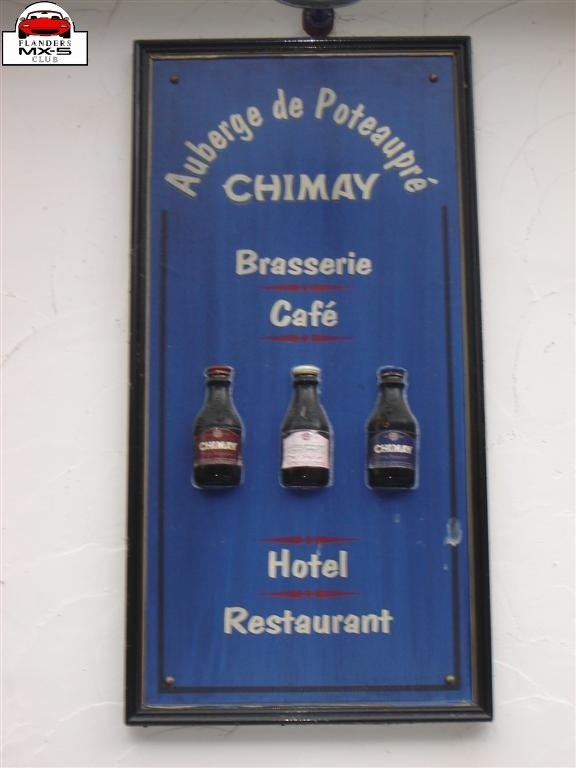 FLANDERS
MX-5
CLUB
Auberge de Poteaupré
CHIMAY
Brasserie
Café
CHIMAY
CHIMAY
Hotel
Restaurant